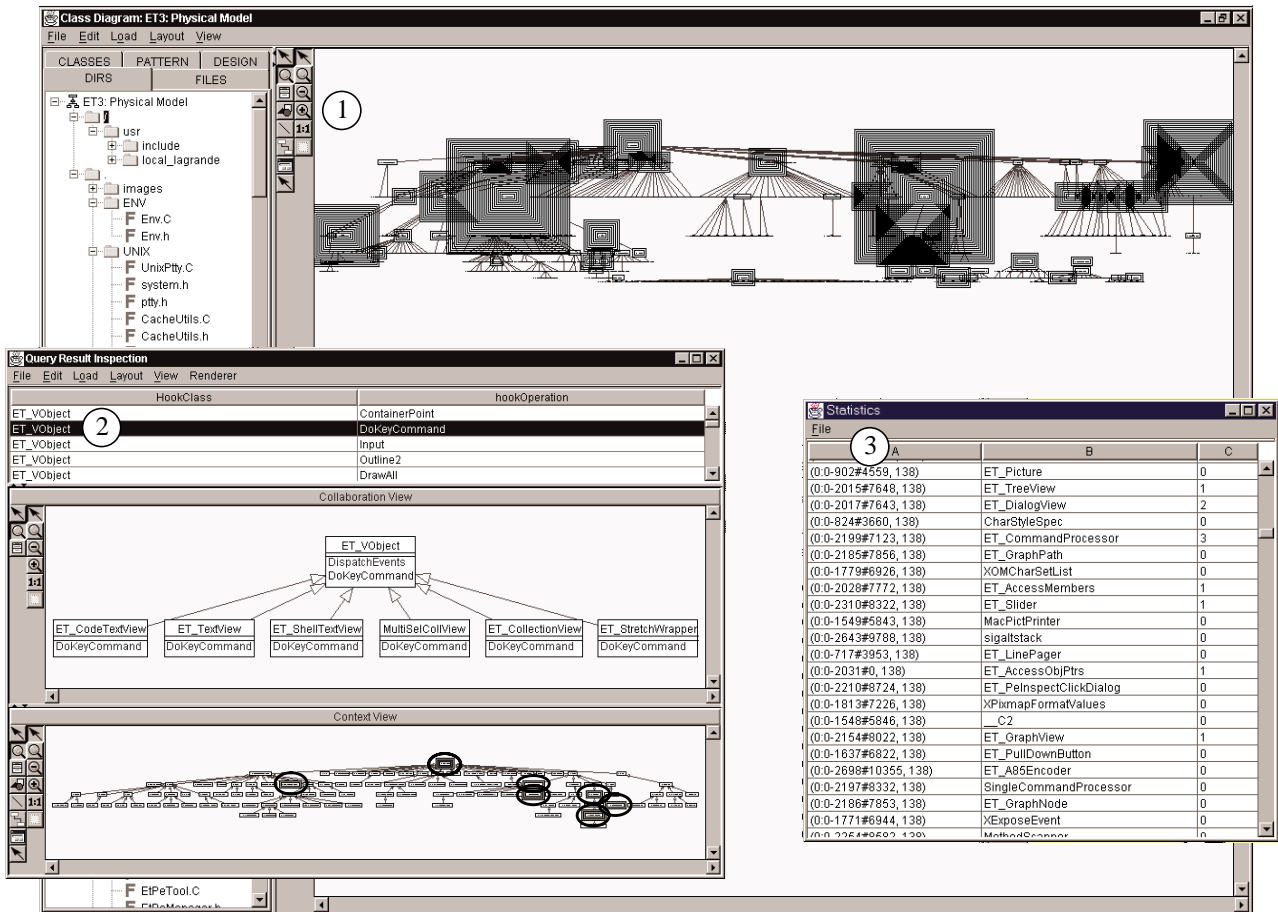 Class Diagram: ET3: Physical Model
File Edit Load Layout View
CLASSES PATTERN DESIGN
DIRS FILES
ET3: Physical Model
/
usr
include
local_lagrande
.
images
ENV
F Env.C
F Env.h
UNIX
F UnixPtty.C
F system.h
F ptty.h
F CacheUtils.C
F CacheUtils.h
1:1
1
Query Result Inspection
File Edit Load Layout View Renderer
HookClass hookOperation
ET_VObject ContainerPoint
ET_VObject DoKeyCommand
ET_VObject Input
ET_VObject Outline2
ET_VObject DrawAll
2
Collaboration View
1:1
ET_VObject
DispatchEvents
DoKeyCommand
ET_CodeTextView ET_TextView ET_ShellTextView MultiSelCollView ET_CollectionView ET_StretchWrapper
DoKeyCommand DoKeyCommand DoKeyCommand DoKeyCommand DoKeyCommand DoKeyCommand
Context View
1:1
F EtPeTool.C
Statistics
File
3
A B C
(0:0-902#4559, 138) ET_Picture 0
(0:0-2015#7648, 138) ET_TreeView 1
(0:0-2017#7643, 138) ET_DialogView 2
(0:0-824#3660, 138) CharStyleSpec 0
(0:0-2199#7123, 138) ET_CommandProcessor 3
(0:0-2185#7856, 138) ET_GraphPath 0
(0:0-1779#6926, 138) XOMCharSetList 0
(0:0-2028#7772, 138) ET_AccessMembers 1
(0:0-2310#8322, 138) ET_Slider 1
(0:0-1549#5843, 138) MacPictPrinter 0
(0:0-2643#9788, 138) sigaltstack 0
(0:0-717#3953, 138) ET_LinePager 0
(0:0-2031#0, 138) ET_AccessObjPtrs 1
(0:0-2210#8724, 138) ET_PeInspectClickDialog 0
(0:0-1813#7226, 138) XPixmapFormatValues 0
(0:0-1548#5846, 138) __C2 0
(0:0-2154#8022, 138) ET_GraphView 1
(0:0-1637#6822, 138) ET_PullDownButton 0
(0:0-2698#10355, 138) ET_A85Encoder 0
(0:0-2197#8332, 138) SingleCommandProcessor 0
(0:0-2186#7853, 138) ET_GraphNode 0
(0:0-1771#6944, 138) XExposeEvent 0
(0:0-2254#8582, 138) MethodScanner 0